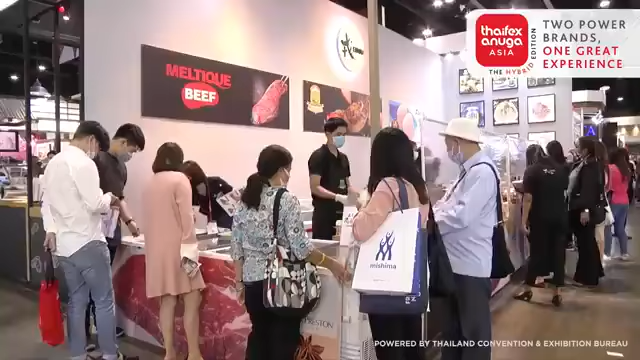 thaifex
anuga
ASIA
THE HYBRID EDITION
TWO POWER
BRANDS,
ONE GREAT
EXPERIENCE
MELTIQUE
BEEF
mishima
POWERED BY THAILAND CONVENTION & EXHIBITION BUREAU